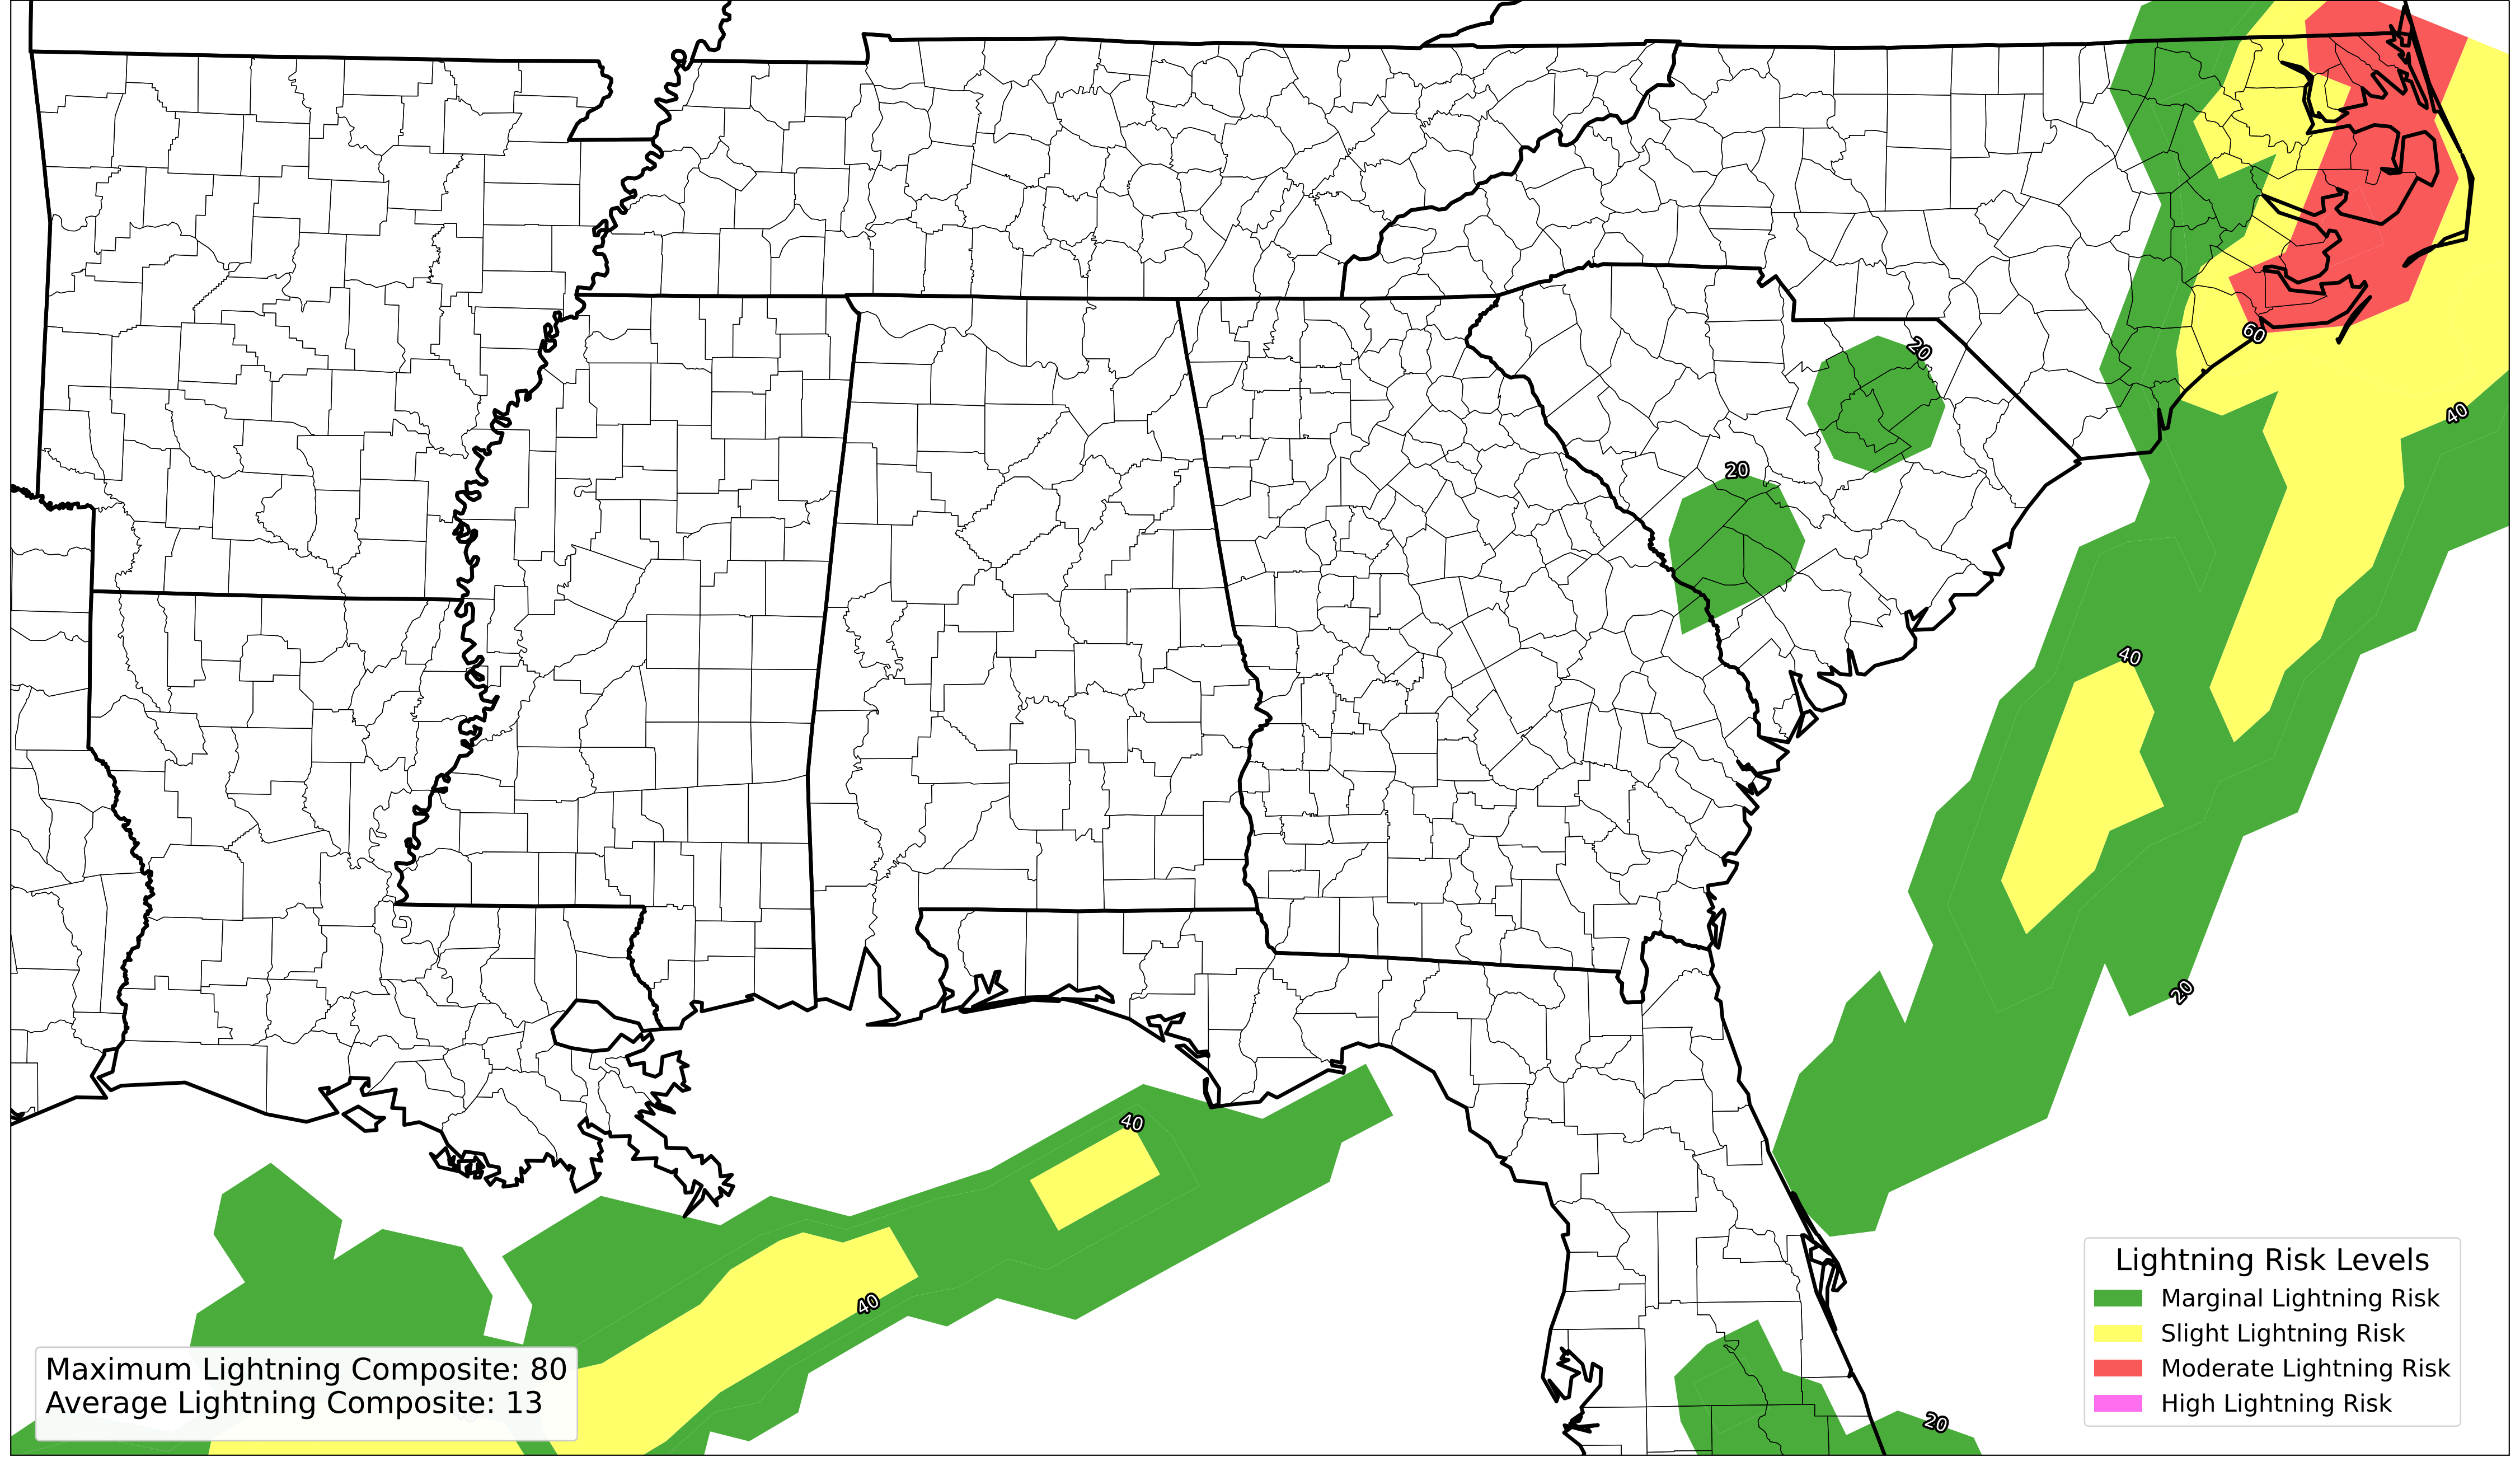 20
60
40
20
40
20
40
40
20
Maximum Lightning Composite: 80
Average Lightning Composite: 13
Lightning Risk Levels
Marginal Lightning Risk
Slight Lightning Risk
Moderate Lightning Risk
High Lightning Risk